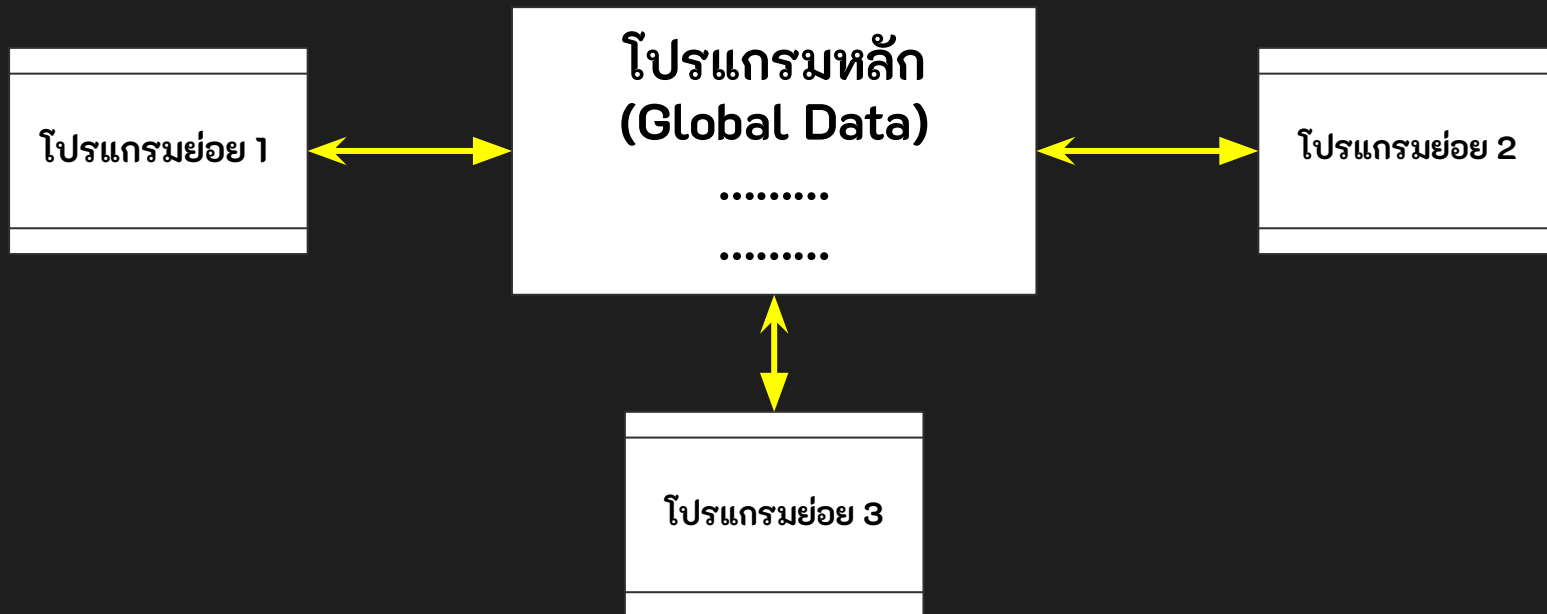 โปรแกรมหลัก
(Global Data)
.........
.........
โปรแกรมย่อย 1
โปรแกรมย่อย 2
โปรแกรมย่อย 3